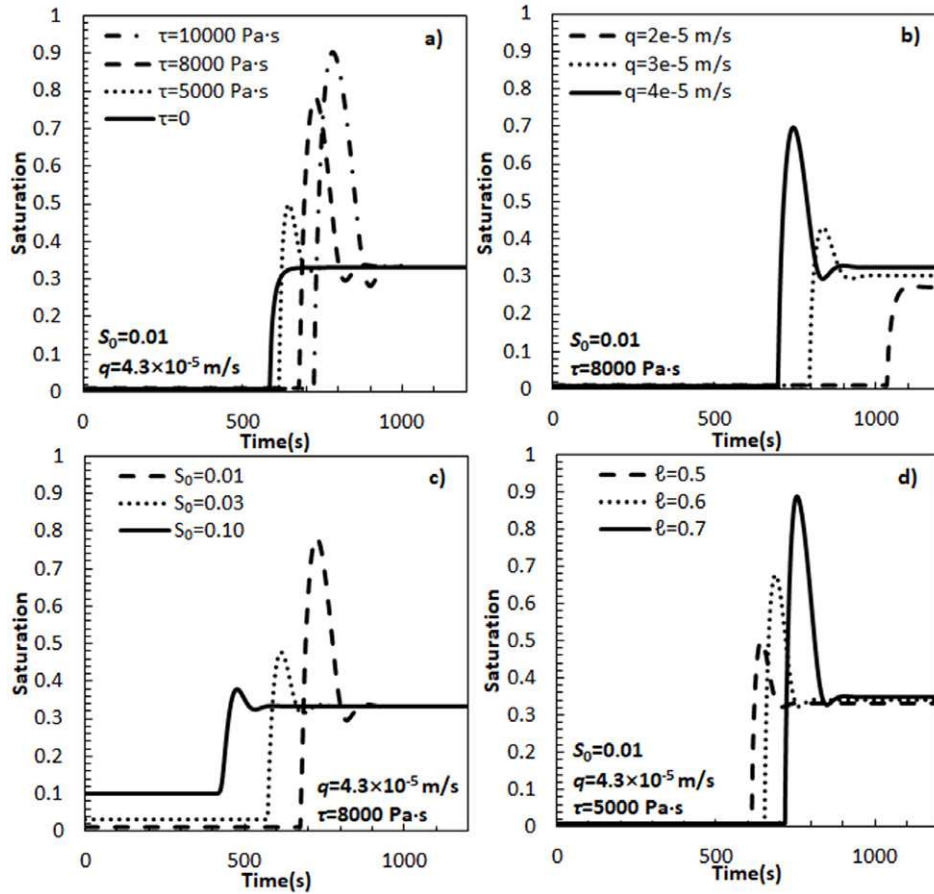 a)
τ=10000 Pa·s
τ=8000 Pa·s
τ=5000 Pa·s
τ=0
1
0.9
0.8
0.7
0.6
0.5
0.4
0.3
0.2
0.1
0
Saturation
S₀=0.01
q=4.3×10⁻⁵ m/s
0
500
1000
Time(s)
b)
q=2e-5 m/s
q=3e-5 m/s
q=4e-5 m/s
1
0.9
0.8
0.7
0.6
0.5
0.4
0.3
0.2
0.1
0
Saturation
S₀=0.01
τ=8000 Pa·s
0
500
1000
Time(s)
c)
S₀=0.01
S₀=0.03
S₀=0.10
1
0.9
0.8
0.7
0.6
0.5
0.4
0.3
0.2
0.1
0
Saturation
q=4.3×10⁻⁵ m/s
τ=8000 Pa·s
0
500
1000
Time(s)
d)
ℓ=0.5
ℓ=0.6
ℓ=0.7
1
0.9
0.8
0.7
0.6
0.5
0.4
0.3
0.2
0.1
0
Saturation
S₀=0.01
q=4.3×10⁻⁵ m/s
τ=5000 Pa·s
0
500
1000
Time(s)